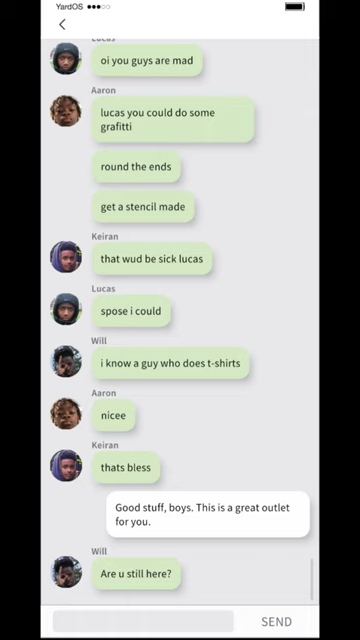 YardOS
Lucas
oi you guys are mad
Aaron
lucas you could do some
grafitti
round the ends
get a stencil made
Keiran
that wud be sick lucas
Lucas
spose i could
Will
i know a guy who does t-shirts
Aaron
nicee
Keiran
thats bless
Good stuff, boys. This is a great outlet
for you.
Will
Are u still here?
SEND